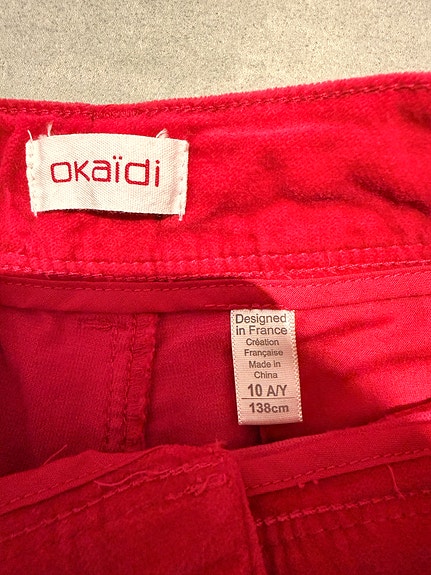 okaïdi
Designed
in France
Création
Française
Made in
China
10 A/Y
138cm